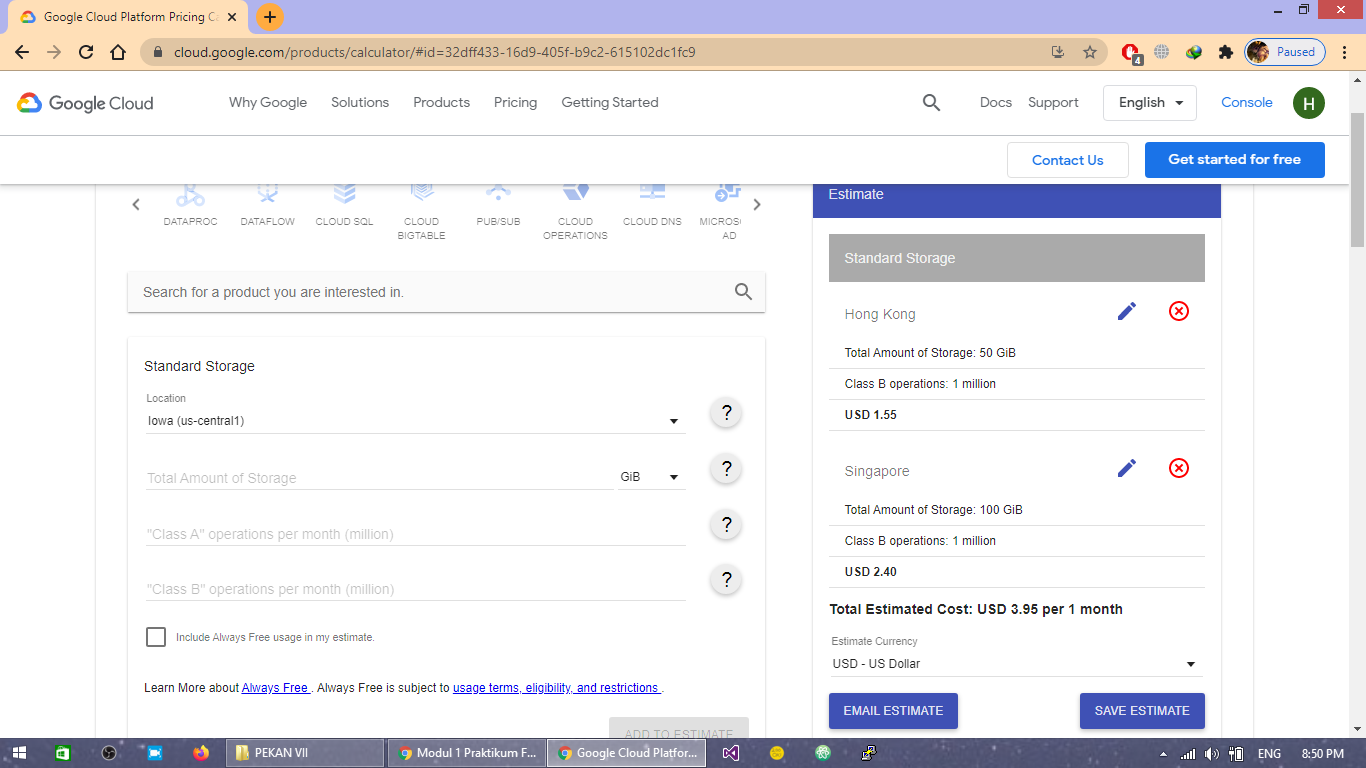 Google Cloud Platform Pricing Ca
cloud.google.com/products/calculator/#id=32dff433-16d9-405f-b9c2-615102dc1fc9
4
Paused
Google Cloud
Why Google
Solutions
Products
Pricing
Getting Started
Docs
Support
English
Console
H
Contact Us
Get started for free
DATAPROC
DATAFLOW
CLOUD SQL
CLOUD
BIGTABLE
PUB/SUB
CLOUD
OPERATIONS
CLOUD DNS
MICROS
AD
Search for a product you are interested in.
Standard Storage
Location
Iowa (us-central1)
?
Total Amount of Storage
GiB
?
"Class A" operations per month (million)
?
"Class B" operations per month (million)
?
Include Always Free usage in my estimate.
Learn More about Always Free . Always Free is subject to usage terms, eligibility, and restrictions .
ADD TO ESTIMATE
Estimate
Standard Storage
Hong Kong
Total Amount of Storage: 50 GiB
Class B operations: 1 million
USD 1.55
Singapore
Total Amount of Storage: 100 GiB
Class B operations: 1 million
USD 2.40
Total Estimated Cost: USD 3.95 per 1 month
Estimate Currency
USD - US Dollar
EMAIL ESTIMATE
SAVE ESTIMATE
PEKAN VII
Modul 1 Praktikum F...
Google Cloud Platfor...
ENG
8:50 PM